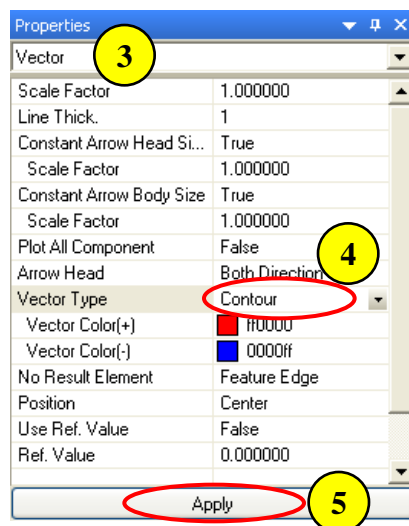 Properties
Vector 3
Scale Factor 1.000000
Line Thick. 1
Constant Arrow Head Si... True
Scale Factor 1.000000
Constant Arrow Body Size True
Scale Factor 1.000000
Plot All Component False
4
Arrow Head Both Direction
Vector Type Contour
Vector Color(+) ff0000
Vector Color(-) 0000ff
No Result Element Feature Edge
Position Center
Use Ref. Value False
Ref. Value 0.000000
Apply 5